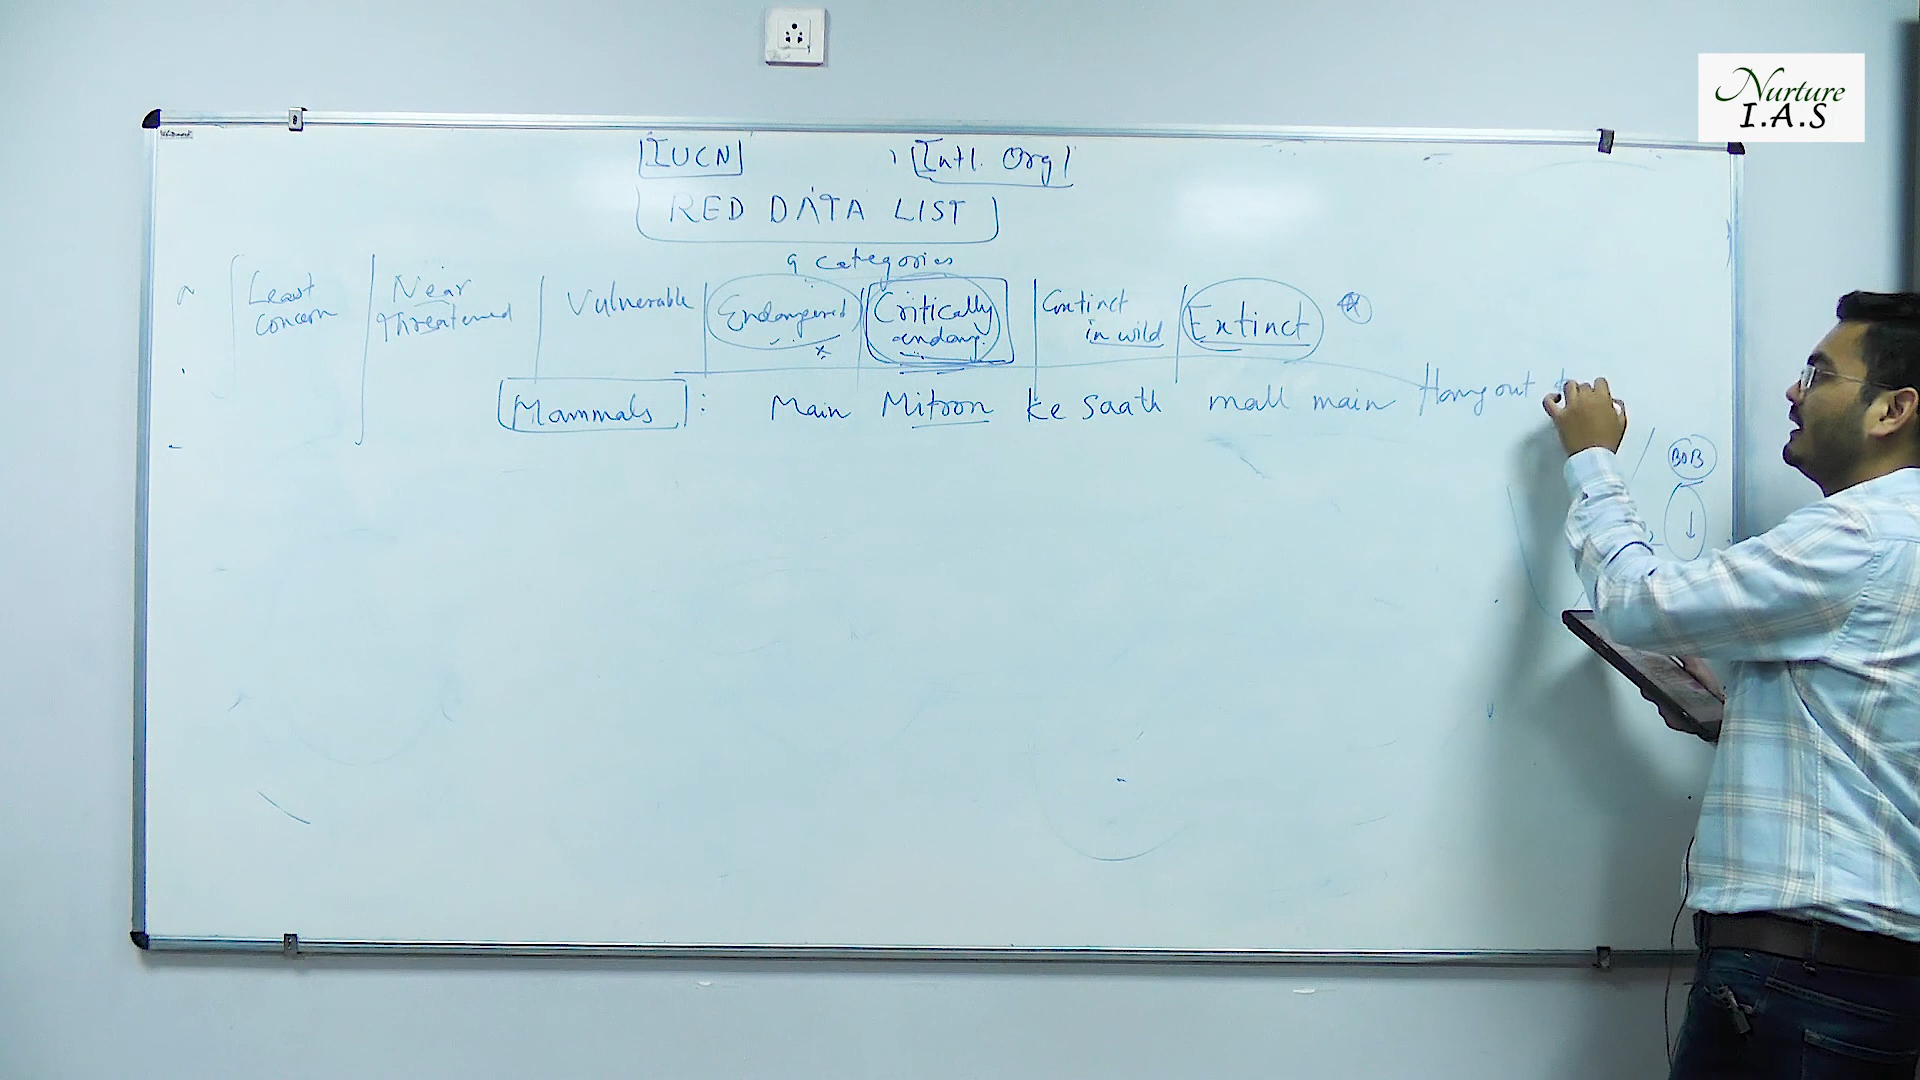 Nurture
I.A.S
IUCN
Intl. Org
RED DATA LIST
9 categories
Least concern
Near threatened
Vulnerable
Endangered
Critically endang.
Extinct in wild
Extinct
Mammals : Main Mitron ke saath mall main Hangout
BOB